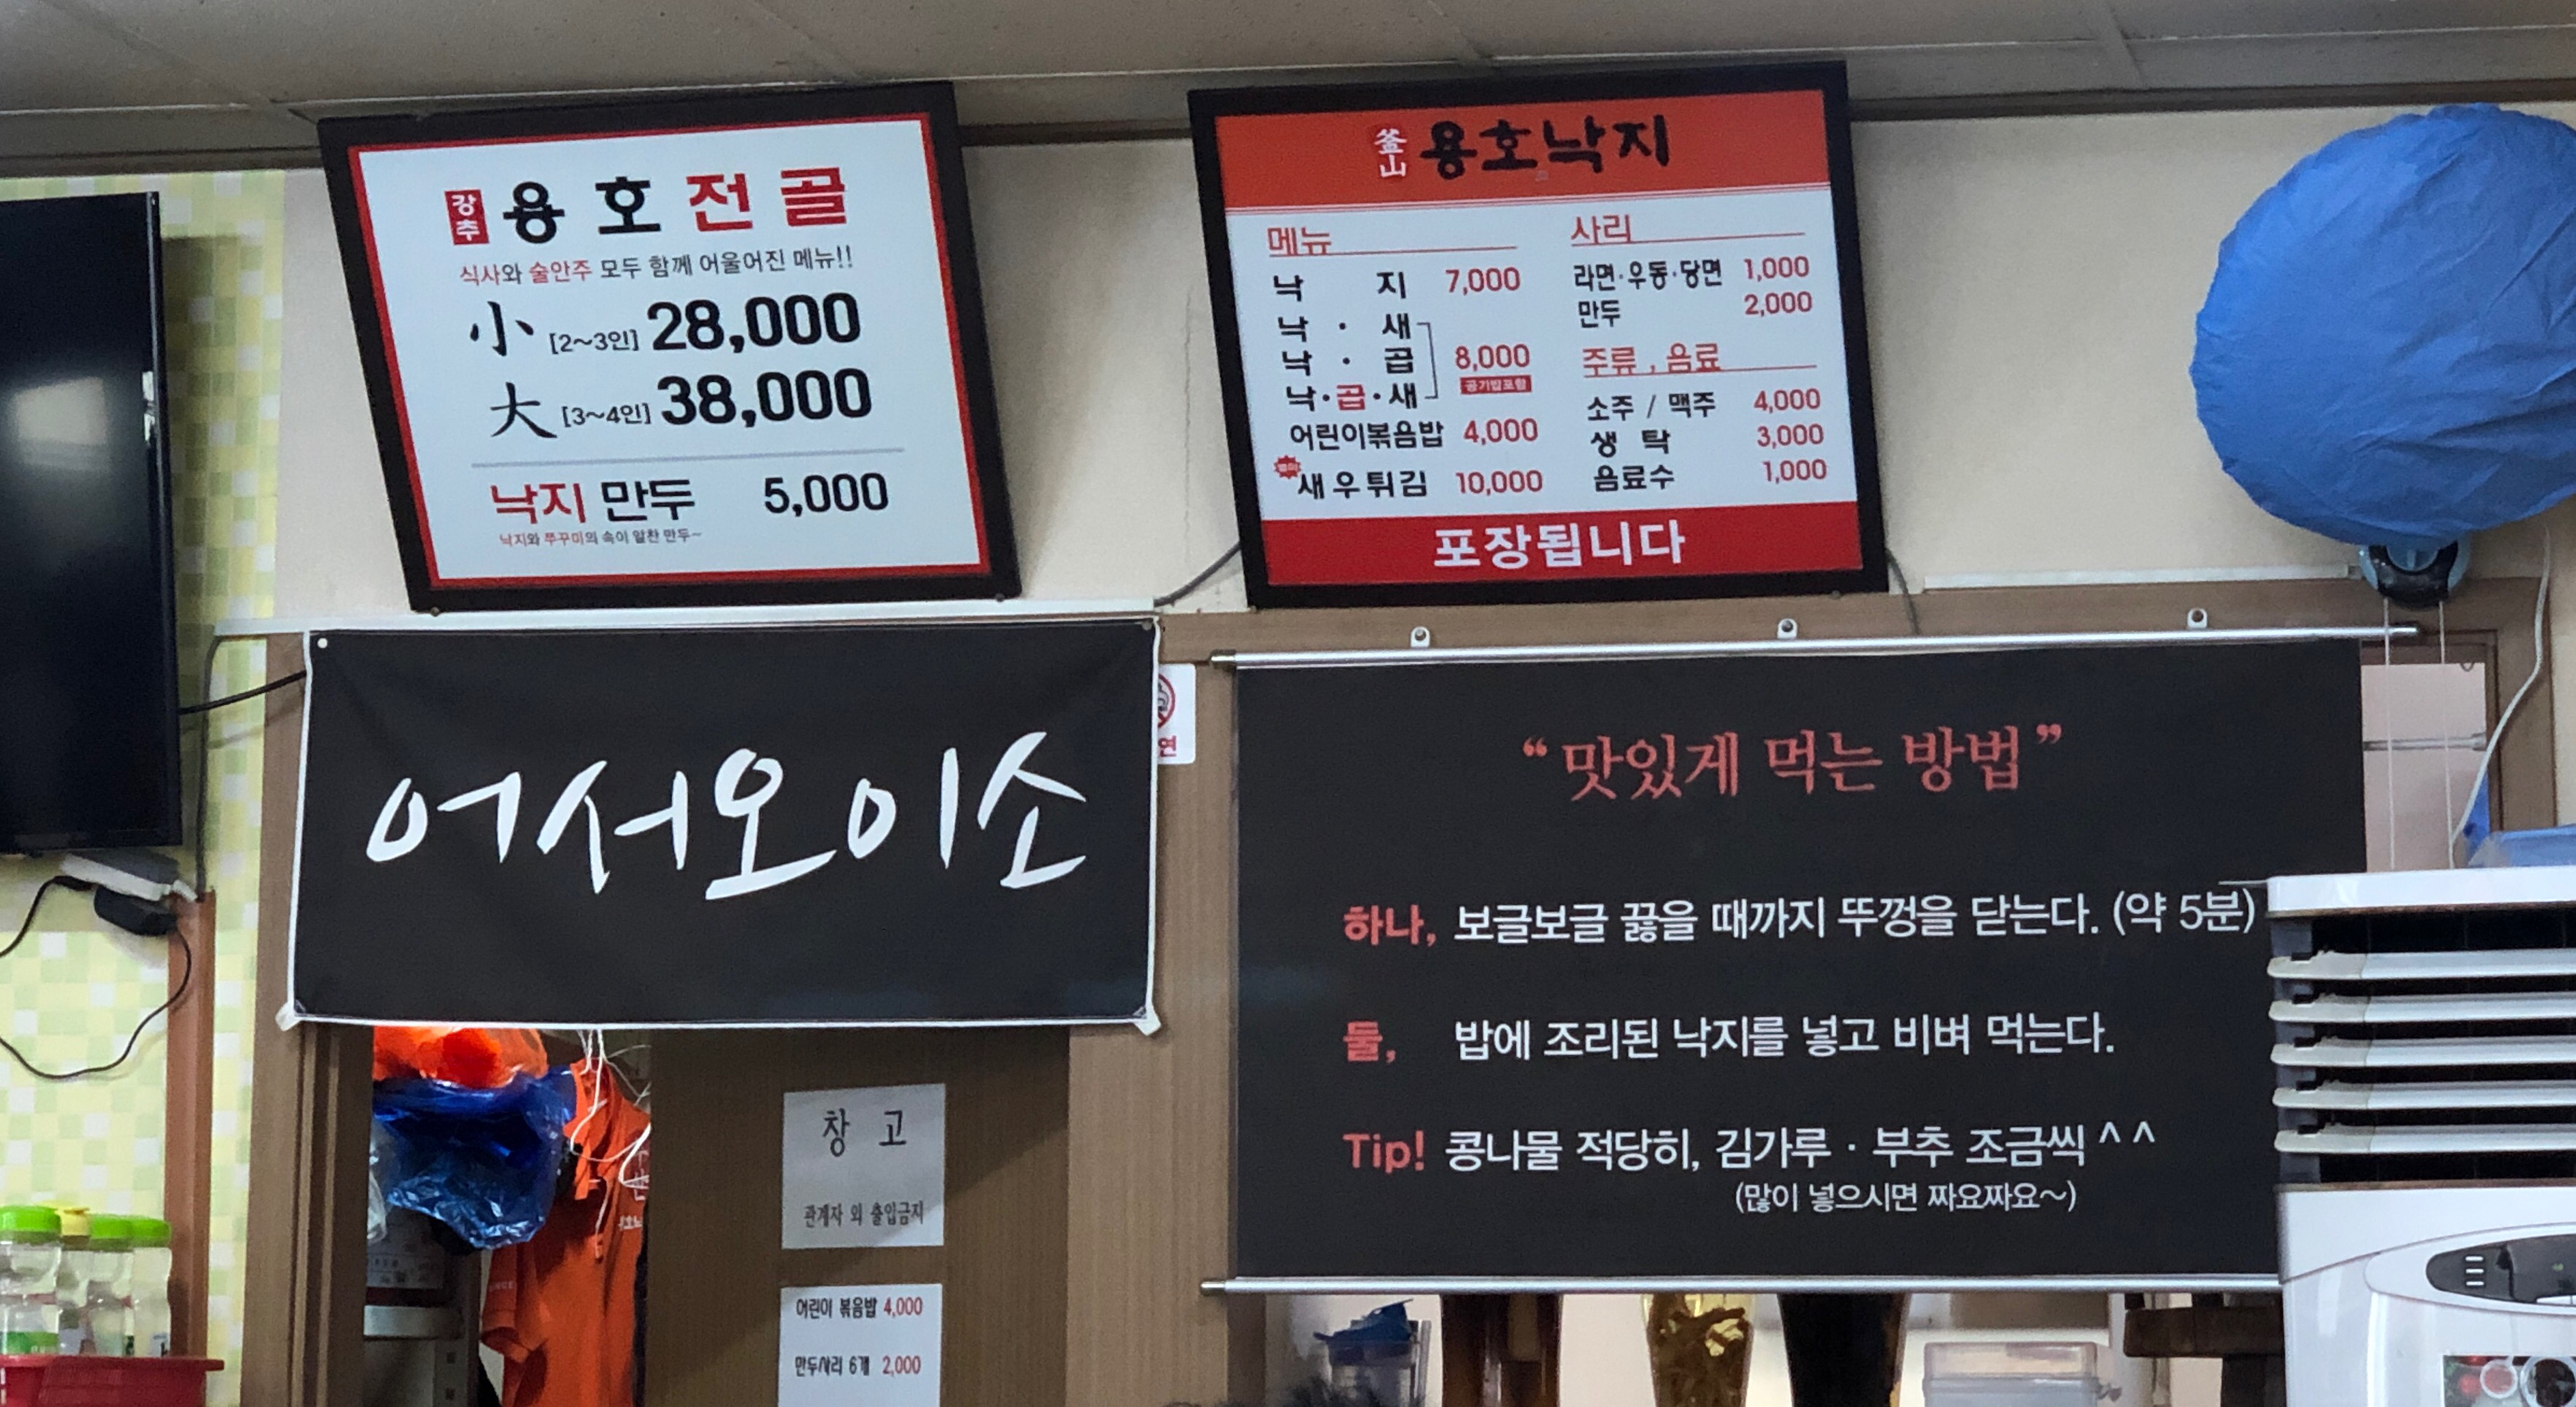 강추 용호전골
식사와 술안주 모두 함께 어울어진 메뉴!!
小 [2~3인] 28,000
大 [3~4인] 38,000
낙지 만두 5,000
낙지와 쭈꾸미의 속이 알찬 만두~
釜山 용호낙지
메뉴
낙지 7,000
낙·새
낙·곱 8,000
공기밥포함
낙·곱·새
어린이볶음밥 4,000
새우튀김 10,000
사리
라면·우동·당면 1,000
만두 2,000
주류, 음료
소주 / 맥주 4,000
생탁 3,000
음료수 1,000
포장됩니다
어서오이소
연
“맛있게 먹는 방법”
하나, 보글보글 끓을 때까지 뚜껑을 닫는다. (약 5분)
둘, 밥에 조리된 낙지를 넣고 비벼 먹는다.
Tip! 콩나물 적당히, 김가루 · 부추 조금씩 ^ ^
(많이 넣으시면 짜요짜요~)
창고
관계자 외 출입금지
어린이 볶음밥 4,000
만두사리 6개 2,000